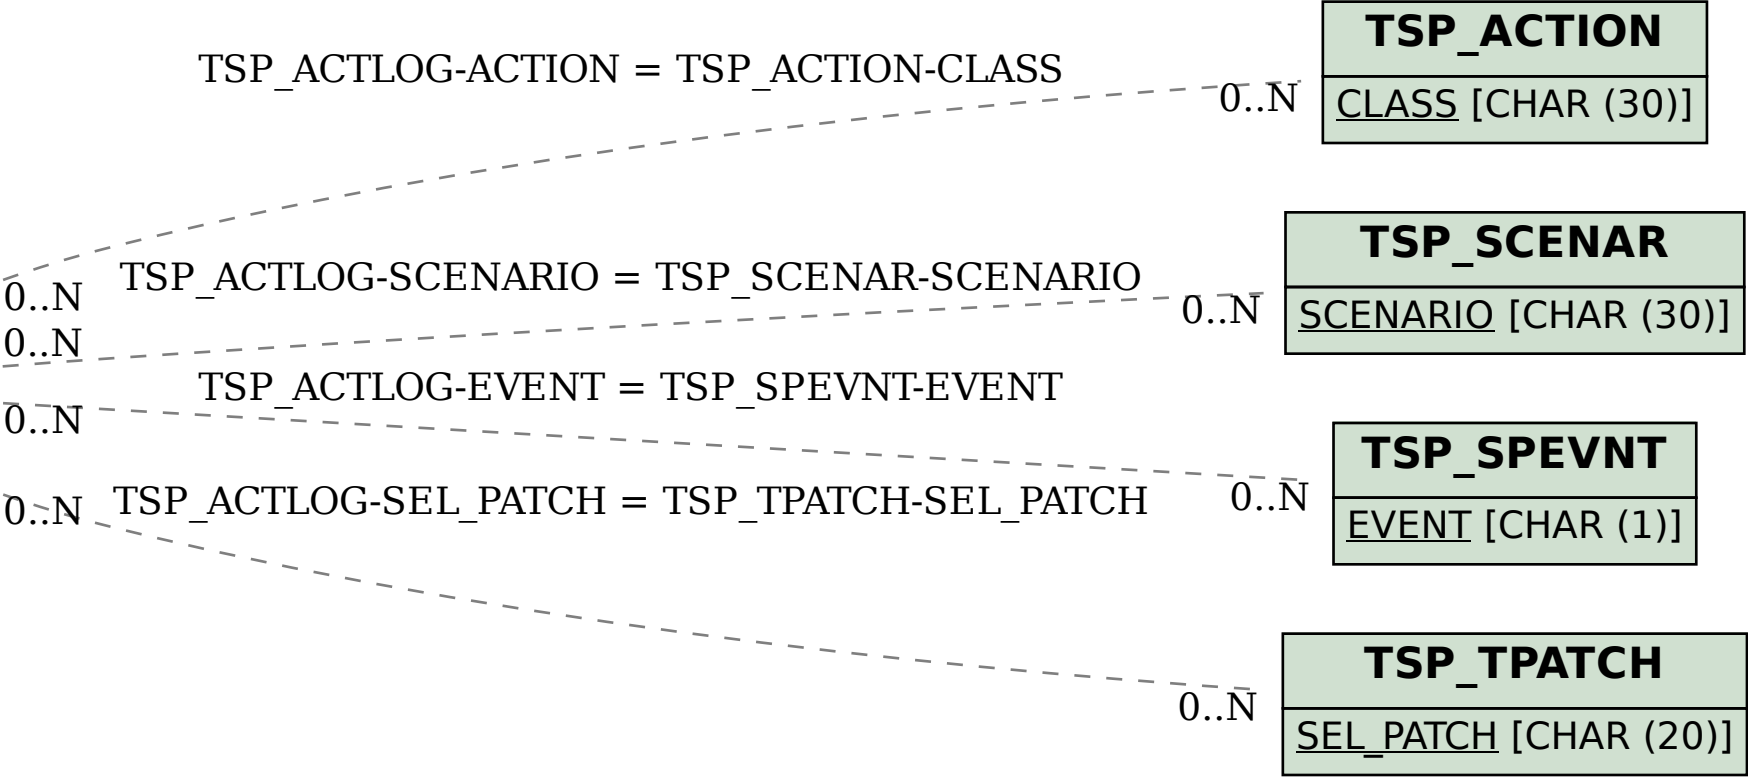 TSP_ACTION
TSP_ACTLOG-ACTION = TSP_ACTION-CLASS
0..N
CLASS [CHAR (30)]
TSP_SCENAR
TSP_ACTLOG-SCENARIO = TSP_SCENAR-SCENARIO
0..N
0..N
SCENARIO [CHAR (30)]
0..N
TSP_ACTLOG-EVENT = TSP_SPEVNT-EVENT
0..N
TSP_SPEVNT
TSP_ACTLOG-SEL_PATCH = TSP_TPATCH-SEL_PATCH
0..N
0..N
EVENT [CHAR (1)]
TSP_TPATCH
0..N
SEL_PATCH [CHAR (20)]